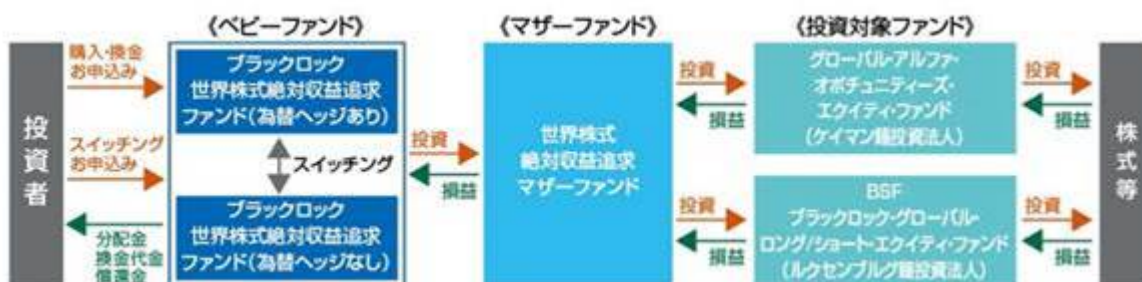 《ベビーファンド》
《マザーファンド》
《投資対象ファンド》
投資者
購入・換金
お申込み
スイッチング
お申込み
分配金
換金代金
償還金
ブラックロック
世界株式絶対収益追求
ファンド(為替ヘッジあり)
スイッチング
ブラックロック
世界株式絶対収益追求
ファンド(為替ヘッジなし)
投資
損益
世界株式
絶対収益追求
マザーファンド
投資
損益
投資
損益
グローバル・アルファ・
オポチュニティーズ・
エクイティ・ファンド
(ケイマン籍投資法人)
BSF
ブラックロック・グローバル・
ロング/ショート・エクイティ・ファンド
(ルクセンブルグ籍投資法人)
投資
損益
投資
損益
株式等